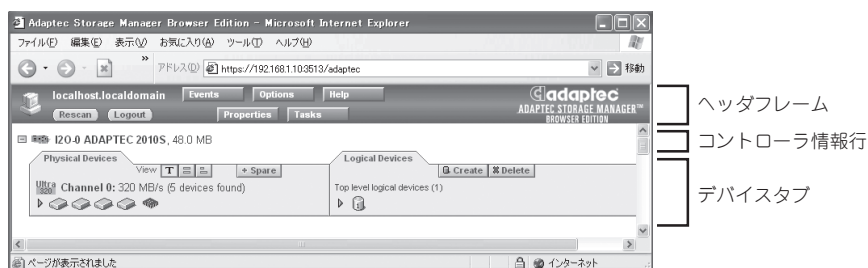 Adaptec Storage Manager Browser Edition - Microsoft Internet Explorer
ファイル(F) 編集(E) 表示(V) お気に入り(A) ツール(T) ヘルプ(H)
アドレス(D) https://192.168.1.10:3513/adaptec 移動
localhost.localdomain Events Options Help
Rescan Logout Properties Tasks
adaptec
ADAPTEC STORAGE MANAGER™
BROWSER EDITION
ヘッダフレーム
I2O-0 ADAPTEC 2010S, 48.0 MB
コントローラ情報行
Physical Devices
View T + Spare
Ultra 320 Channel 0: 320 MB/s (5 devices found)
Logical Devices
Create Delete
Top level logical devices (1)
デバイスタブ
ページが表示されました インターネット